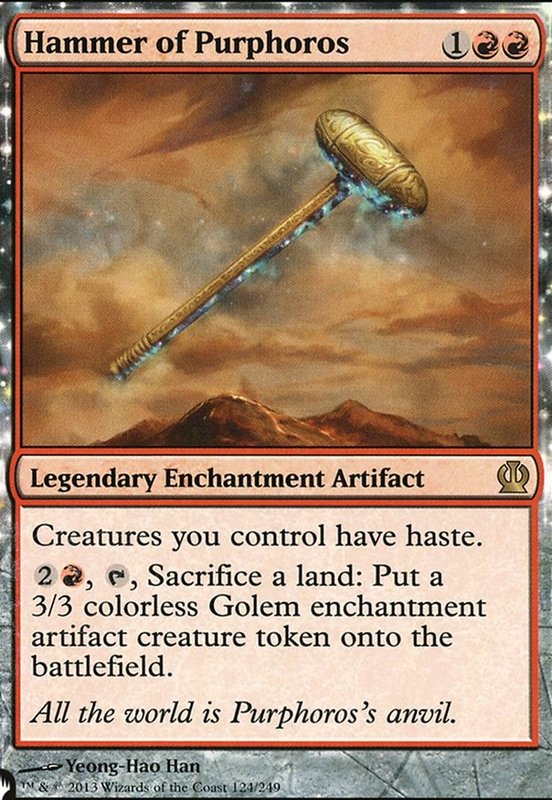 Hammer of Purphoros 1
Legendary Enchantment Artifact
Creatures you control have haste.
2, , Sacrifice a land: Put a
3/3 colorless Golem enchantment
artifact creature token onto the
battlefield.
All the world is Purphoros's anvil.
Yeong-Hao Han
™ & © 2013 Wizards of the Coast 124/249